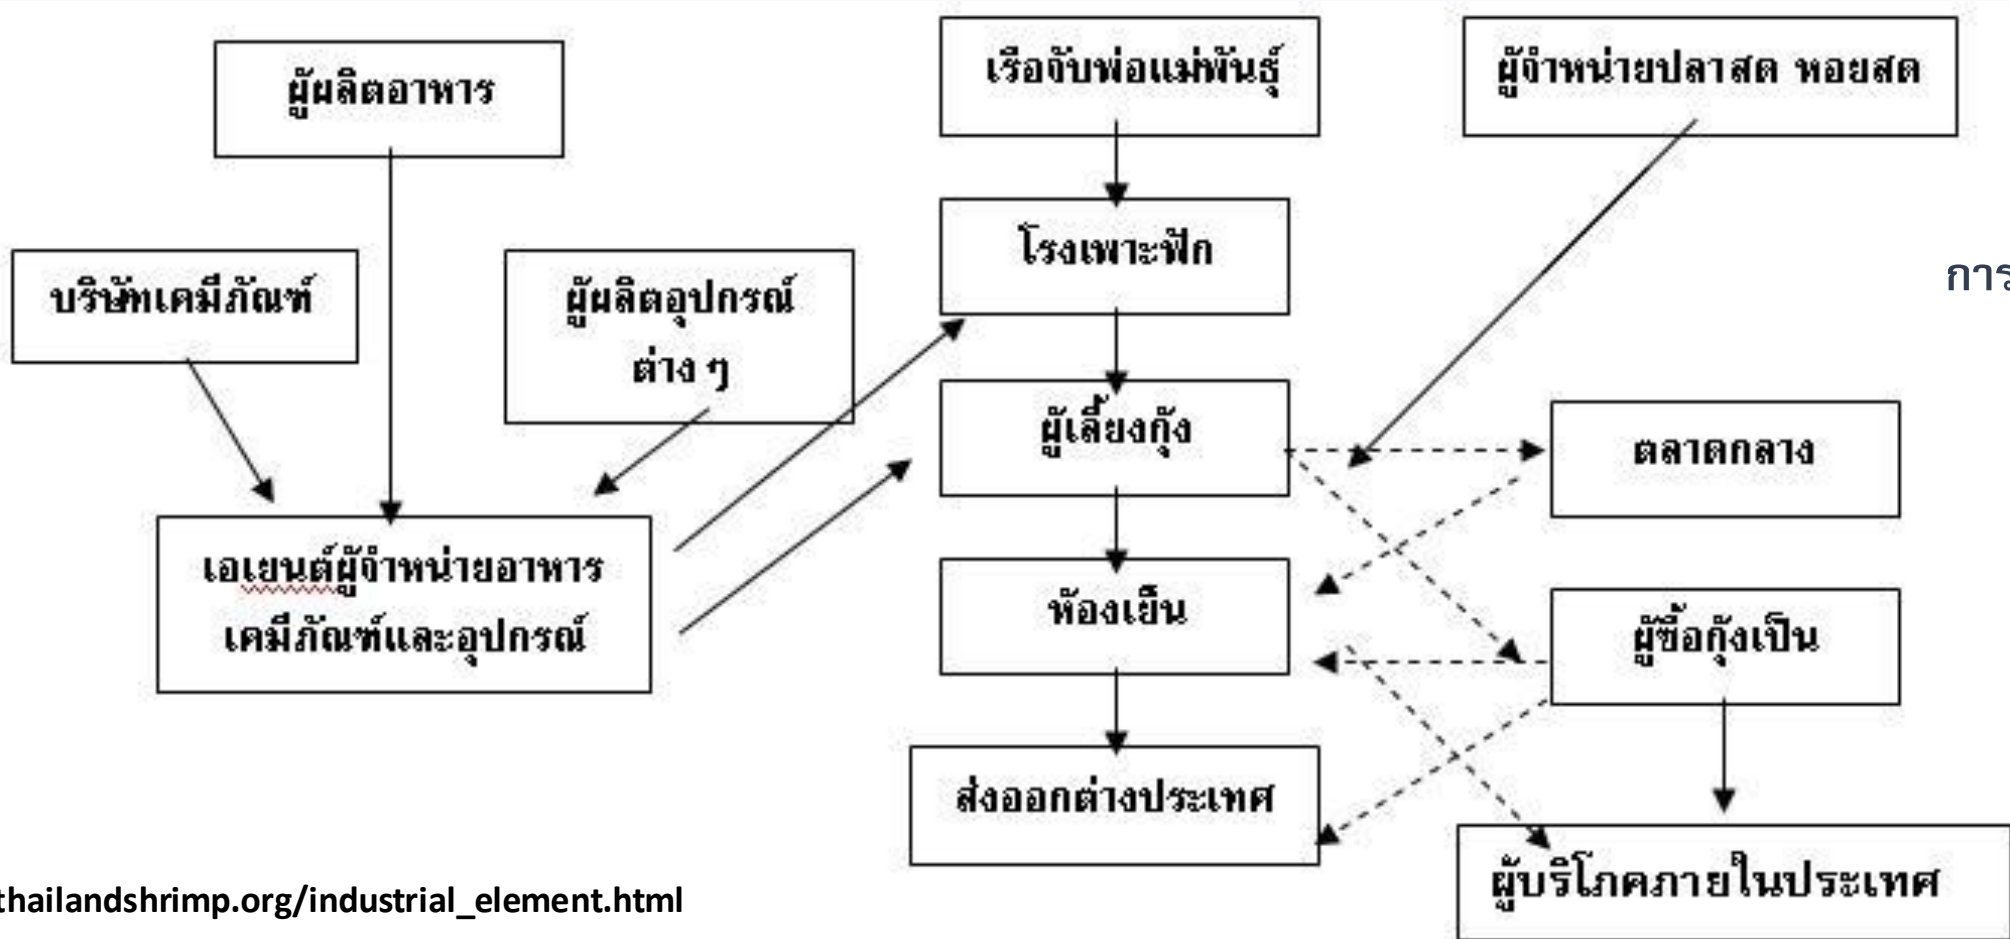 เรือจับพ่อแม่พันธุ์
ผู้จำหน่ายปลาสด หอยสด
ผู้ผลิตอาหาร
โรงเพาะฟัก
การ
บริษัทเคมีภัณฑ์
ผู้ผลิตอุปกรณ์
ต่าง ๆ
ผู้เลี้ยงกุ้ง
ตลาดกลาง
เอเยนต์ผู้จำหน่ายอาหาร
เคมีภัณฑ์และอุปกรณ์
ห้องเย็น
ผู้ซื้อกุ้งเป็น
ส่งออกต่างประเทศ
ผู้บริโภคภายในประเทศ
thailandshrimp.org/industrial_element.html